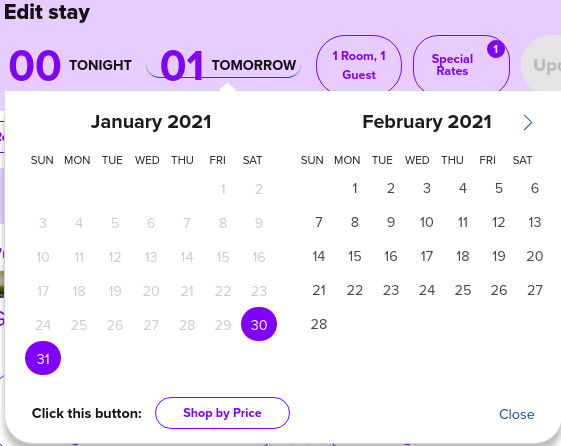 Edit stay
00 TONIGHT 01 TOMORROW 1 Room, 1 Guest Special Rates 1
January 2021 February 2021
SUN MON TUE WED THU FRI SAT SUN MON TUE WED THU FRI SAT
1 2 1 2 3 4 5 6
3 4 5 6 7 8 9 7 8 9 10 11 12 13
10 11 12 13 14 15 16 14 15 16 17 18 19 20
17 18 19 20 21 22 23 21 22 23 24 25 26 27
24 25 26 27 28 29 30 28
31
Click this button: Shop by Price Close